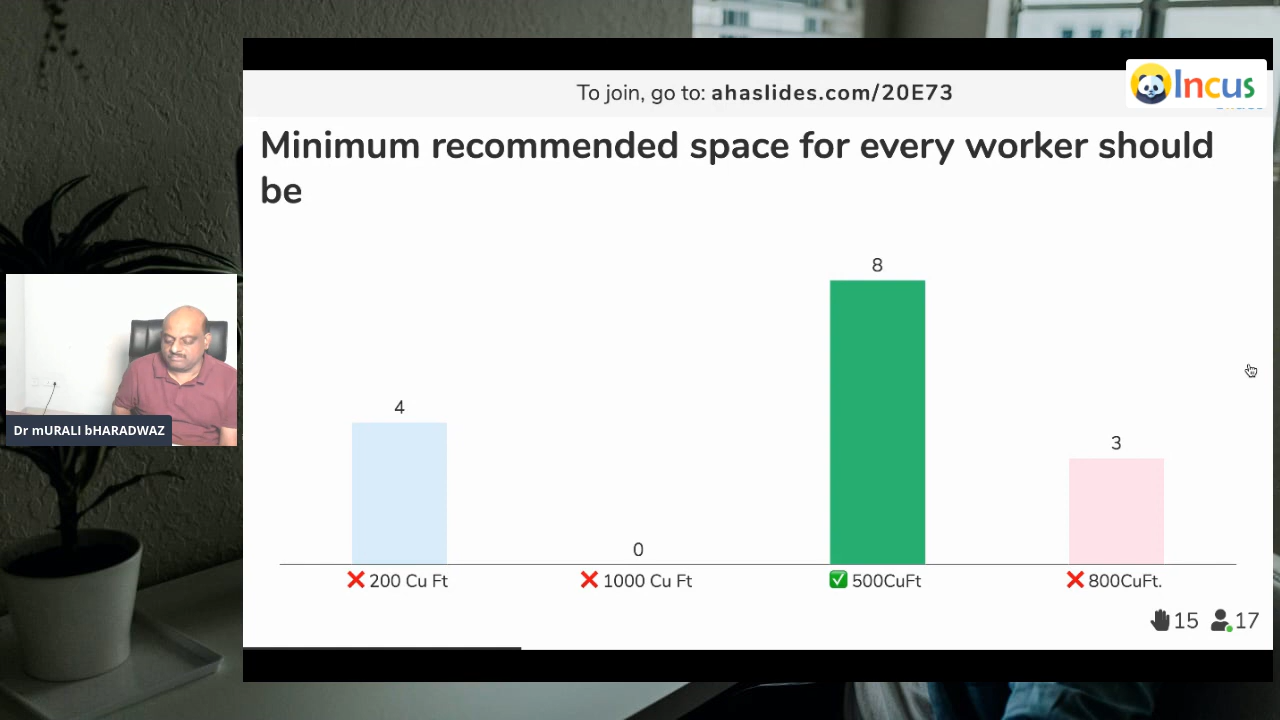 To join, go to: ahaslides.com/20E73
Incus
Minimum recommended space for every worker should
be
8
4
3
0
200 Cu Ft
1000 Cu Ft
500CuFt
800CuFt.
15 17
Dr mURALI bHARADWAZ